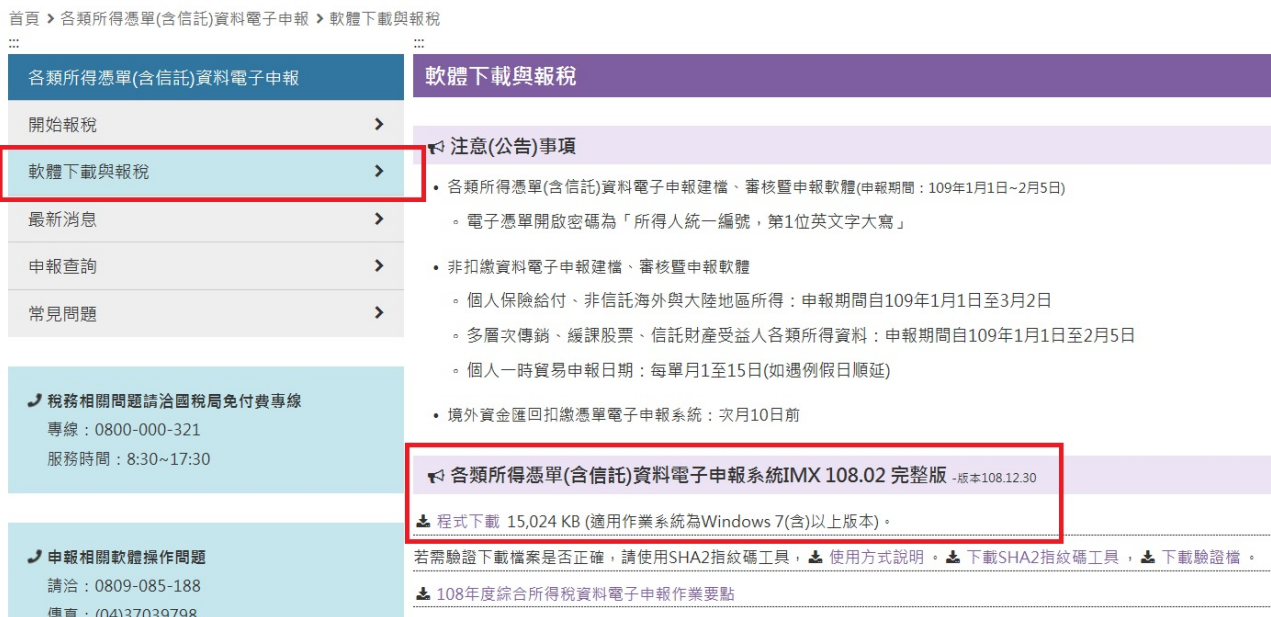 首頁 > 各類所得憑單(含信託)資料電子申報 > 軟體下載與報稅
:::
各類所得憑單(含信託)資料電子申報
開始報稅
軟體下載與報稅
最新消息
申報查詢
常見問題
稅務相關問題請洽國稅局免付費專線
專線：0800-000-321
服務時間：8:30~17:30
申報相關軟體操作問題
請洽：0809-085-188
傳真：(04)37039798
:::
軟體下載與報稅
注意(公告)事項
• 各類所得憑單(含信託)資料電子申報建檔、審核暨申報軟體(申報期間：109年1月1日~2月5日)
◦ 電子憑單開啟密碼為「所得人統一編號，第1位英文字大寫」
• 非扣繳資料電子申報建檔、審核暨申報軟體
◦ 個人保險給付、非信託海外與大陸地區所得：申報期間自109年1月1日至3月2日
◦ 多層次傳銷、緩課股票、信託財產受益人各類所得資料：申報期間自109年1月1日至2月5日
◦ 個人一時貿易申報日期：每單月1至15日(如遇例假日順延)
• 境外資金匯回扣繳憑單電子申報系統：次月10日前
各類所得憑單(含信託)資料電子申報系統IMX 108.02 完整版 -版本108.12.30
程式下載 15,024 KB (適用作業系統為Windows 7(含)以上版本)。
若需驗證下載檔案是否正確，請使用SHA2指紋碼工具， 使用方式說明 。 下載SHA2指紋碼工具 ， 下載驗證檔 。
108年度綜合所得稅資料電子申報作業要點